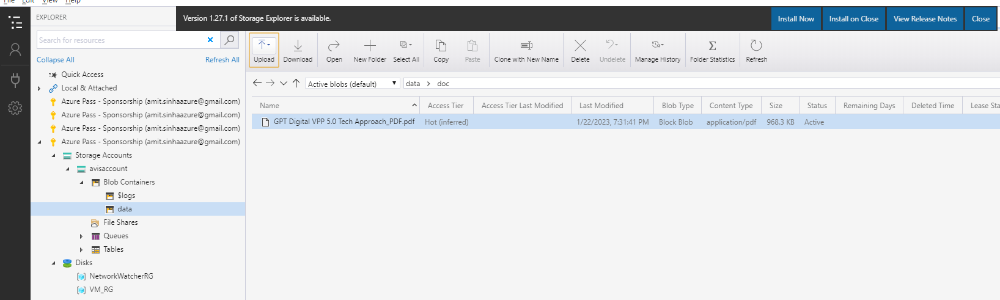 File Edit View Help
EXPLORER
Version 1.27.1 of Storage Explorer is available.
Install Now
Install on Close
View Release Notes
Close
Search for resources
Collapse All
Refresh All
Quick Access
Local & Attached
Azure Pass - Sponsorship (amit.sinhaazure@gmail.com)
Azure Pass - Sponsorship (amit.sinhaazure@gmail.com)
Azure Pass - Sponsorship (amit.sinhaazure@gmail.com)
Azure Pass - Sponsorship (amit.sinhaazure@gmail.com)
Storage Accounts
avisaccount
Blob Containers
$logs
data
File Shares
Queues
Tables
Disks
NetworkWatcherRG
VM_RG
Upload
Download
Open
New Folder
Select All
Copy
Paste
Clone with New Name
Delete
Undelete
Manage History
Folder Statistics
Refresh
Active blobs (default)
data > doc
Name Access Tier Access Tier Last Modified Last Modified Blob Type Content Type Size Status Remaining Days Deleted Time Lease Sta
GPT Digital VPP 5.0 Tech Approach_PDF.pdf Hot (inferred) 1/22/2023, 7:31:41 PM Block Blob application/pdf 968.3 KB Active